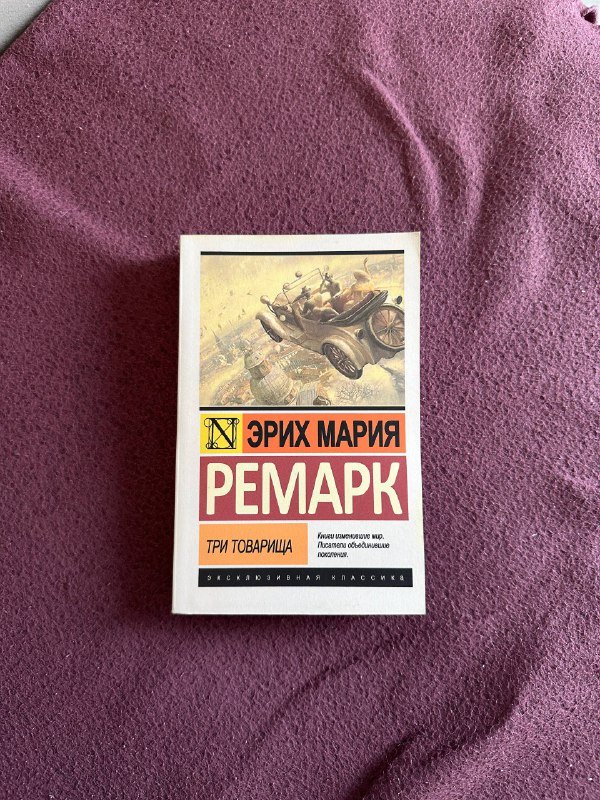 N
ЭРИХ МАРИЯ
РЕМАРК
ТРИ ТОВАРИЩА
Книги изменившие мир.
Писатели объединившие
поколения.
ЭКСКЛЮЗИВНАЯ КЛАССИКА